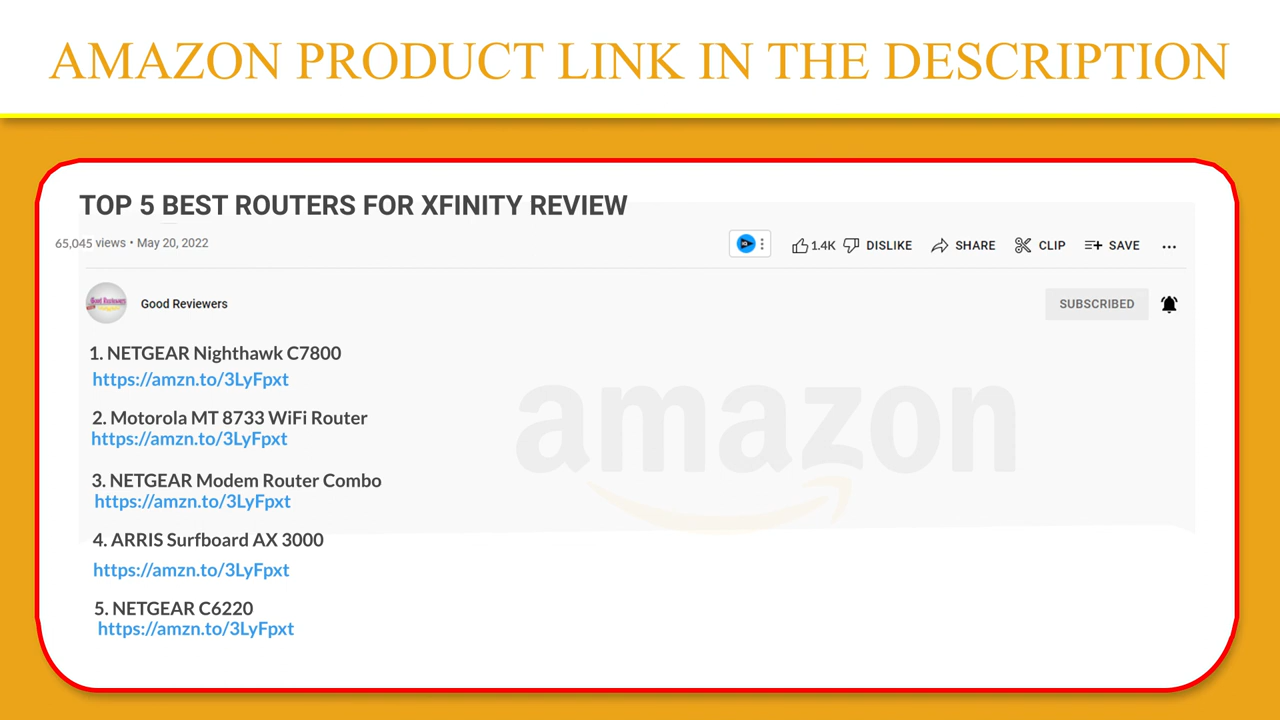 AMAZON PRODUCT LINK IN THE DESCRIPTION
TOP 5 BEST ROUTERS FOR XFINITY REVIEW
65,045 views • May 20, 2022
1.4K DISLIKE SHARE CLIP SAVE ...
Good Reviewers
SUBSCRIBED
1. NETGEAR Nighthawk C7800
https://amzn.to/3LyFpxt
2. Motorola MT 8733 WiFi Router
https://amzn.to/3LyFpxt
3. NETGEAR Modem Router Combo
https://amzn.to/3LyFpxt
4. ARRIS Surfboard AX 3000
https://amzn.to/3LyFpxt
5. NETGEAR C6220
https://amzn.to/3LyFpxt
amazon